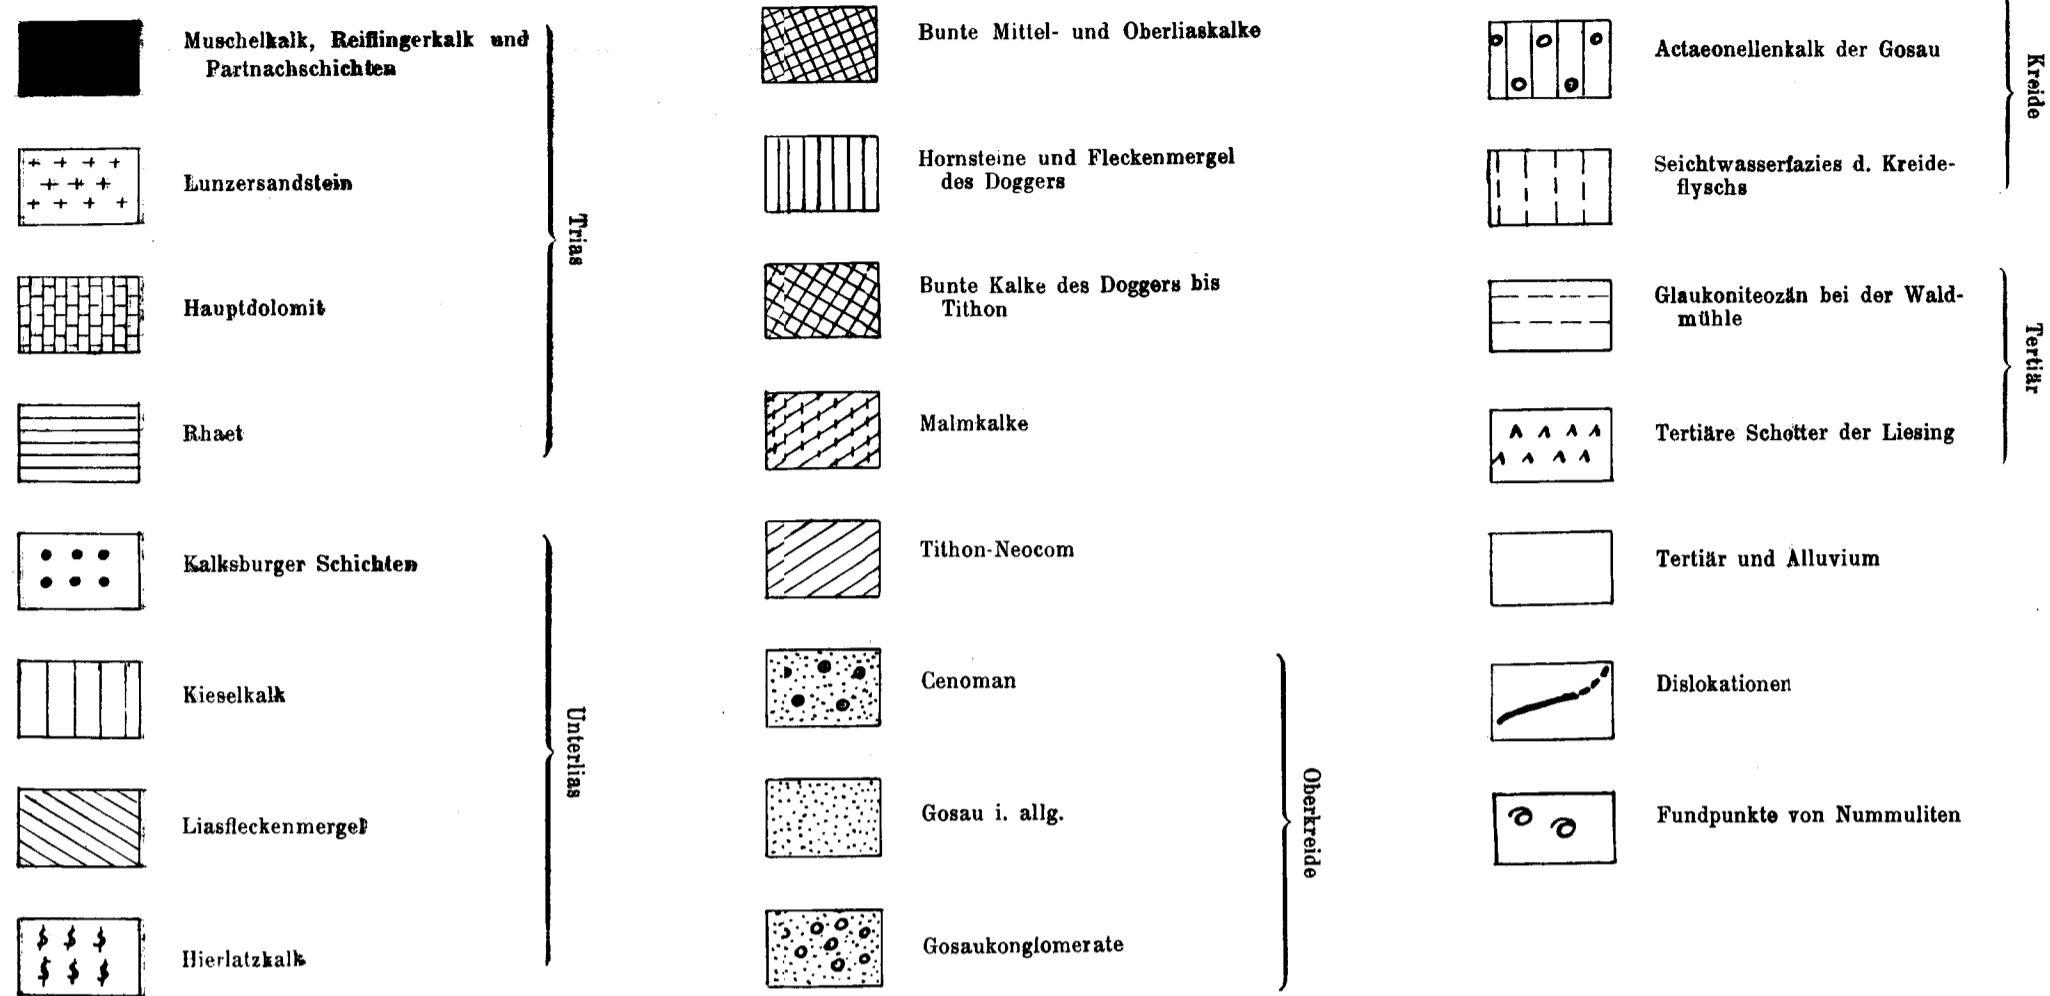 Muschelkalk, Reiflingerkalk und
Partnachschichten
Lunzersandstein
Hauptdolomit
Rhaet
Trias
Kalksburger Schichten
Kieselkalk
Liasfleckenmergel
Hierlatzkalk
Unterlias
Bunte Mittel- und Oberliaskalke
Hornsteine und Fleckenmergel
des Doggers
Bunte Kalke des Doggers bis
Tithon
Malmkalke
Tithon-Neocom
Cenoman
Gosau i. allg.
Gosaukonglomerate
Oberkreide
Actaeonellenkalk der Gosau
Seichtwasserfazies d. Kreide-
flyschs
Kreide
Glaukoniteozän bei der Wald-
mühle
Tertiäre Schotter der Liesing
Tertiär
Tertiär und Alluvium
Dislokationen
Fundpunkte von Nummuliten